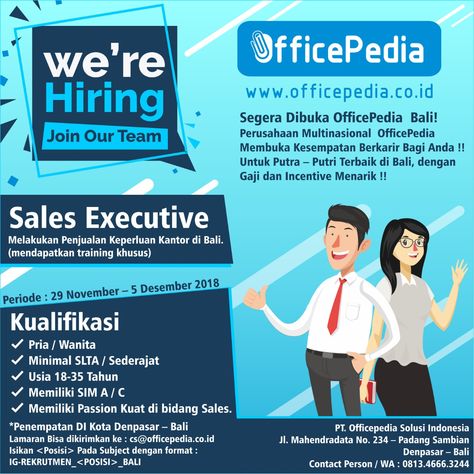 we're
Hiring
Join Our Team
OfficePedia
www.officepedia.co.id
Segera Dibuka OfficePedia Bali!
Perusahaan Multinasional OfficePedia
Membuka Kesempatan Berkarir Bagi Anda !!
Untuk Putra – Putri Terbaik di Bali, dengan
Gaji dan Incentive Menarik !!
Sales Executive
Melakukan Penjualan Keperluan Kantor di Bali.
(mendapatkan training khusus)
Periode : 29 November – 5 Desember 2018
Kualifikasi
✓ Pria / Wanita
✓ Minimal SLTA / Sederajat
✓ Usia 18-35 Tahun
✓ Memiliki SIM A / C
✓ Memiliki Passion Kuat di bidang Sales.
*Penempatan DI Kota Denpasar – Bali
Lamaran Bisa dikirimkan ke : cs@officepedia.co.id
Isikan <Posisi> Pada Subject dengan format :
IG-REKRUTMEN_<POSISI>_BALI
PT. Officepedia Solusi Indonesia
Jl. Mahendradata No. 234 – Padang Sambian
Denpasar – Bali
Contact Person / WA : 0813.4666.3244